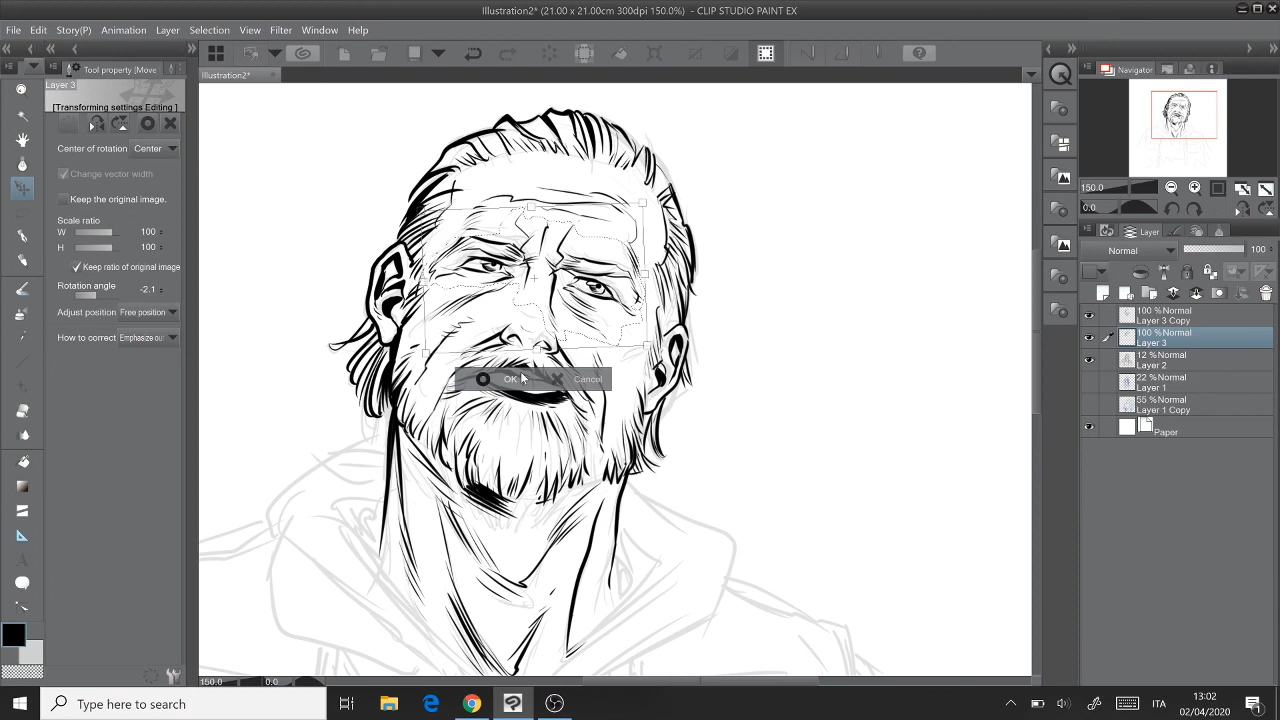 Illustration2* (21.00 x 21.00cm 300dpi 150.0%) - CLIP STUDIO PAINT EX
File Edit Story(P) Animation Layer Selection View Filter Window Help
Tool property [Move
Illustration2*
Navigator
Layer 3
[Transforming settings Editing ]
Center of rotation Center
Change vector width
Keep the original image.
Scale ratio
W 100
H 100
Keep ratio of original image
Rotation angle -2.1
Adjust position Free position
How to correct Emphasize ou
OK Cancel
150.0
0.0
Layer
Normal 100
100 %Normal
Layer 3 Copy
100 %Normal
Layer 3
12 %Normal
Layer 2
22 %Normal
Layer 1
55 %Normal
Layer 1 Copy
Paper
150.0 0.0
Type here to search
ITA
13:02
02/04/2020
1